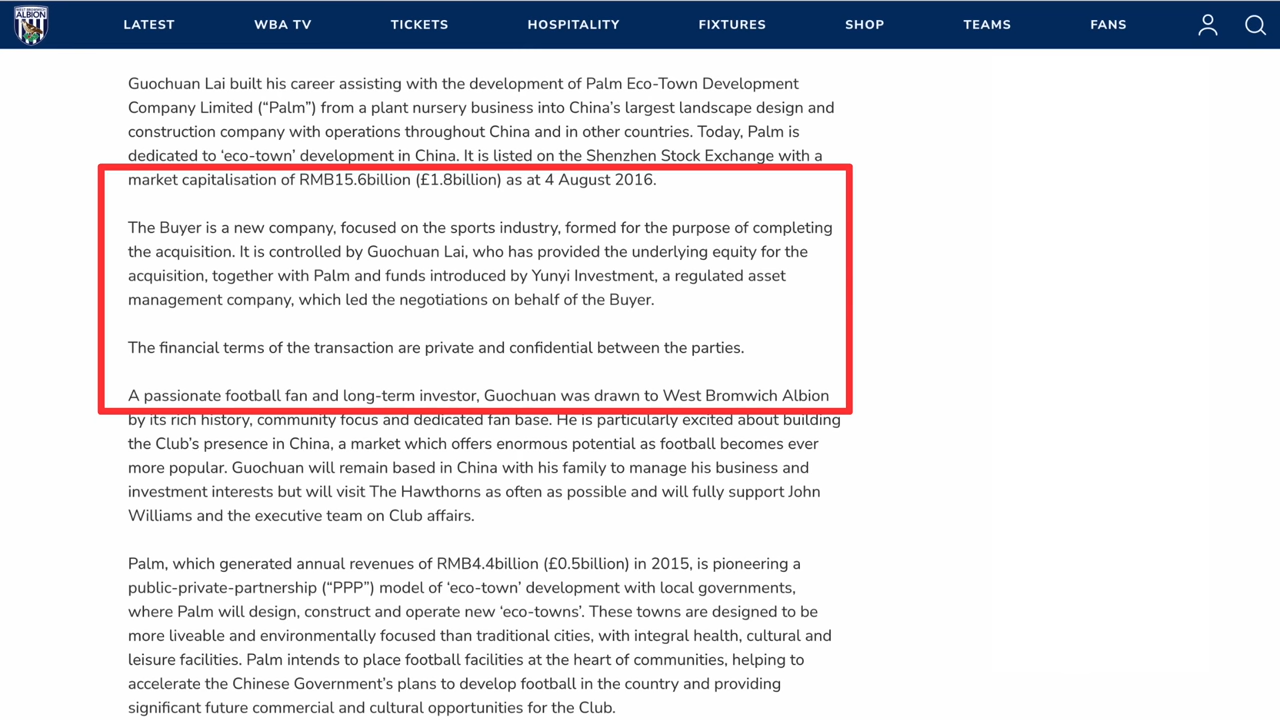 WEST BROMWICH
ALBION
LATEST
WBA TV
TICKETS
HOSPITALITY
FIXTURES
SHOP
TEAMS
FANS
Guochuan Lai built his career assisting with the development of Palm Eco-Town Development
Company Limited (“Palm”) from a plant nursery business into China’s largest landscape design and
construction company with operations throughout China and in other countries. Today, Palm is
dedicated to ‘eco-town’ development in China. It is listed on the Shenzhen Stock Exchange with a
market capitalisation of RMB15.6billion (£1.8billion) as at 4 August 2016.
The Buyer is a new company, focused on the sports industry, formed for the purpose of completing
the acquisition. It is controlled by Guochuan Lai, who has provided the underlying equity for the
acquisition, together with Palm and funds introduced by Yunyi Investment, a regulated asset
management company, which led the negotiations on behalf of the Buyer.
The financial terms of the transaction are private and confidential between the parties.
A passionate football fan and long-term investor, Guochuan was drawn to West Bromwich Albion
by its rich history, community focus and dedicated fan base. He is particularly excited about building
the Club’s presence in China, a market which offers enormous potential as football becomes ever
more popular. Guochuan will remain based in China with his family to manage his business and
investment interests but will visit The Hawthorns as often as possible and will fully support John
Williams and the executive team on Club affairs.
Palm, which generated annual revenues of RMB4.4billion (£0.5billion) in 2015, is pioneering a
public-private-partnership (“PPP”) model of ‘eco-town’ development with local governments,
where Palm will design, construct and operate new ‘eco-towns’. These towns are designed to be
more liveable and environmentally focused than traditional cities, with integral health, cultural and
leisure facilities. Palm intends to place football facilities at the heart of communities, helping to
accelerate the Chinese Government’s plans to develop football in the country and providing
significant future commercial and cultural opportunities for the Club.